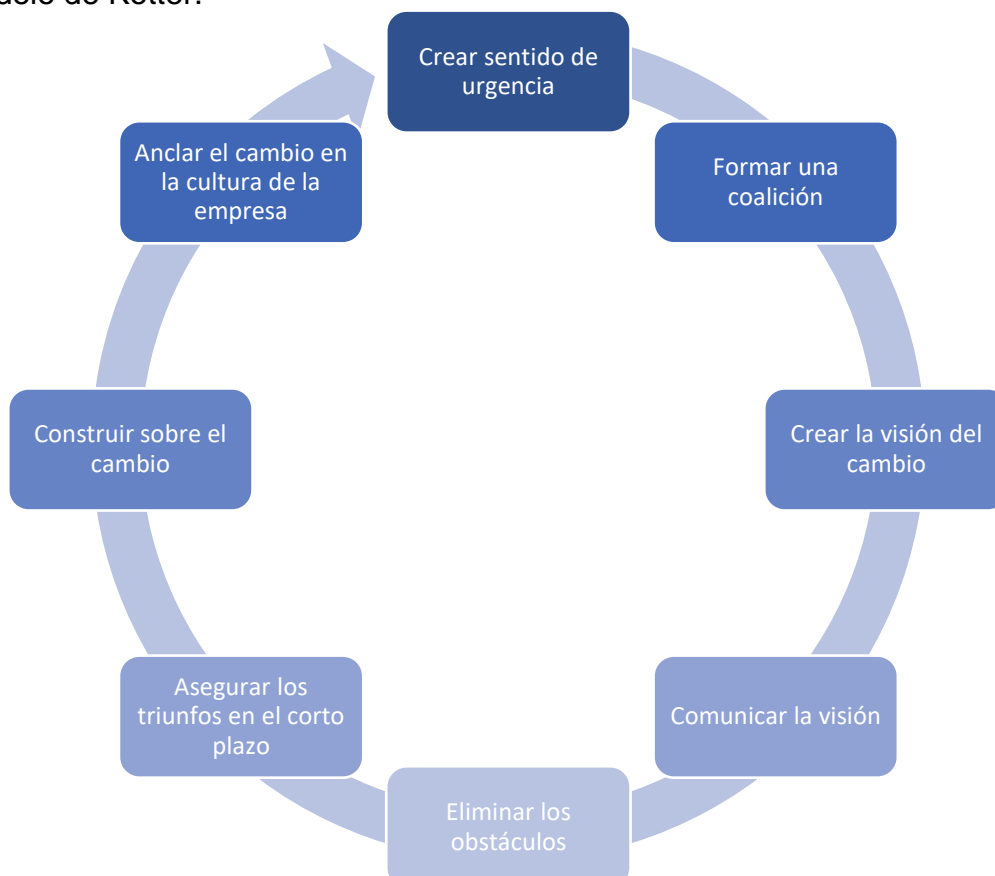 Crear sentido de
urgencia
Formar una
coalición
Crear la visión del
cambio
Comunicar la visión
Eliminar los
obstáculos
Asegurar los
triunfos en el corto
plazo
Construir sobre el
cambio
Anclar el cambio en
la cultura de la
empresa